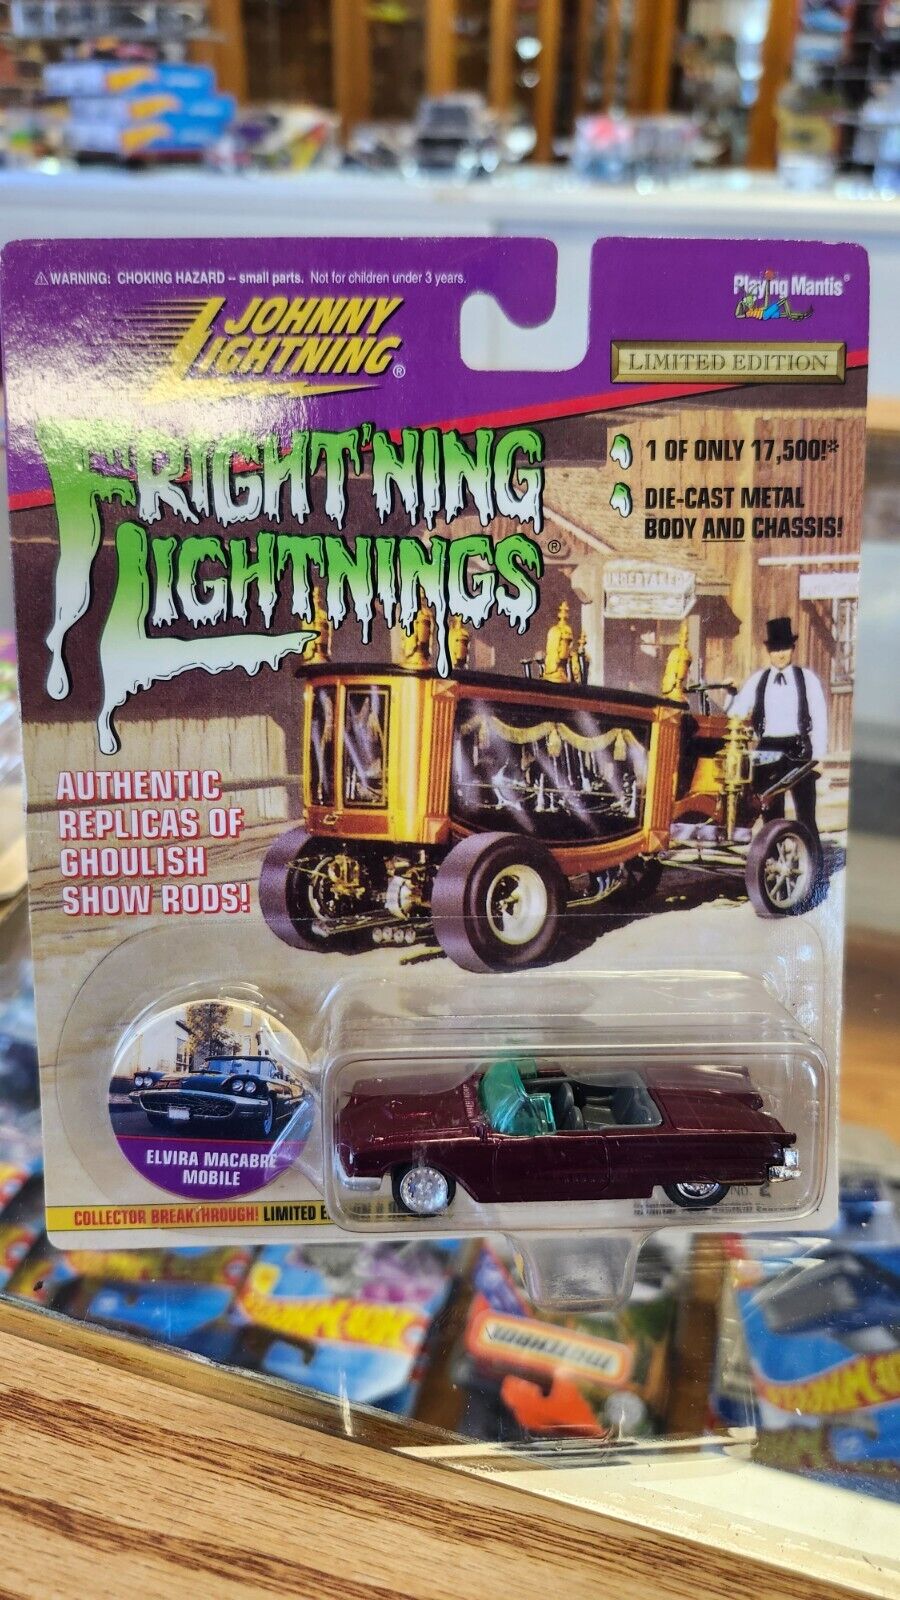 ⚠ WARNING: CHOKING HAZARD -- small parts. Not for children under 3 years.
Playing Mantis®
JOHNNY
LIGHTNING®
LIMITED EDITION
FRIGHT'NING
LIGHTNINGS®
1 OF ONLY 17,500!*
DIE-CAST METAL
BODY AND CHASSIS!
UNDERTAKER
AUTHENTIC
REPLICAS OF
GHOULISH
SHOW RODS!
ELVIRA MACABRE
MOBILE
NO. 2
COLLECTOR BREAKTHROUGH! LIMITED E